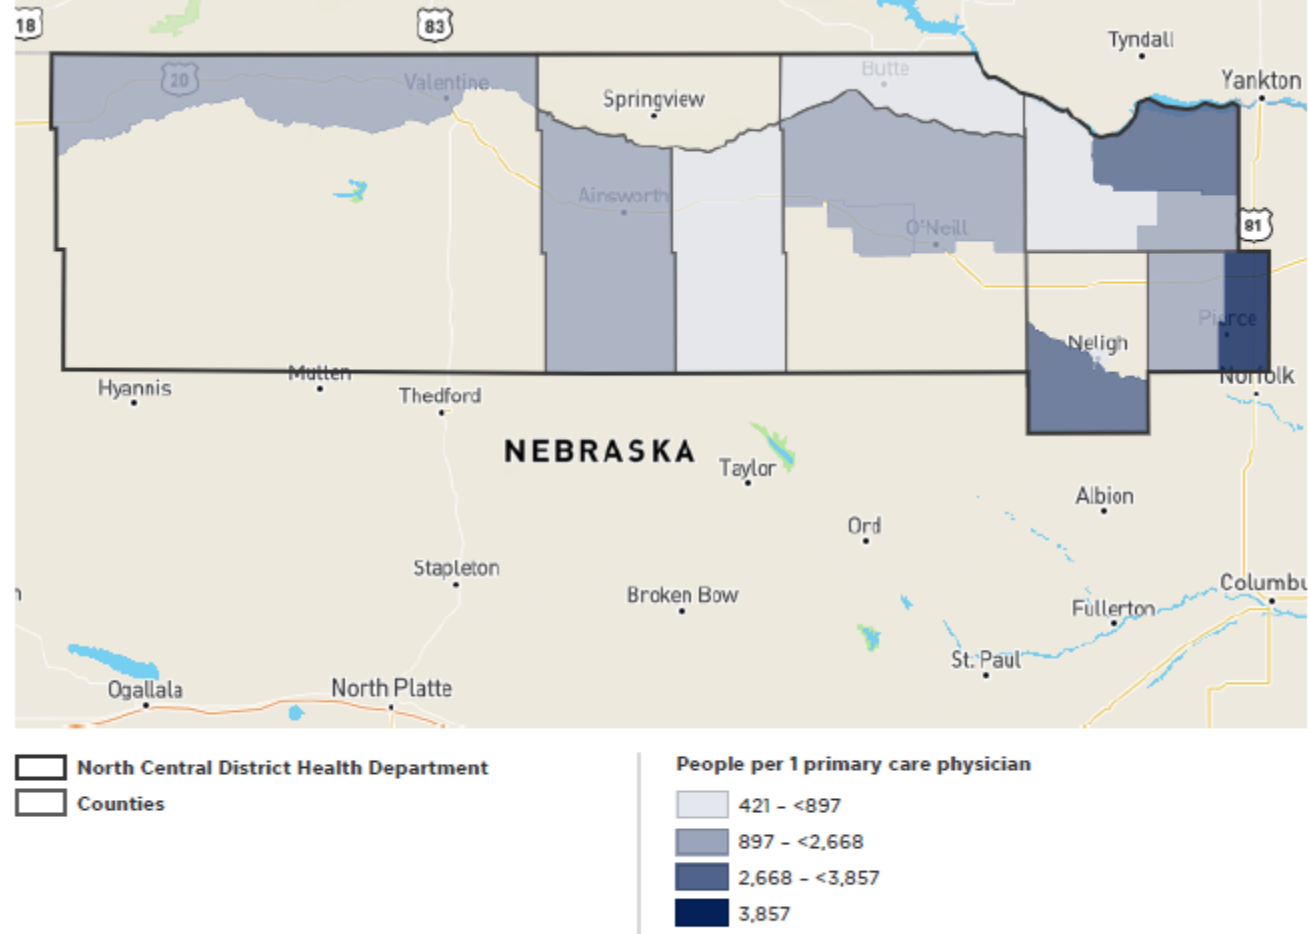 18
83
Tyndall
Yankton
20
Valentine
Butte
Springview
Ainsworth
O'Neill
81
Pierce
Neligh
Norfolk
Hyannis
Mullen
Thedford
NEBRASKA
Taylor
Albion
Ord
Stapleton
Broken Bow
Columbu
Fullerton
St. Paul
Ogallala
North Platte
North Central District Health Department
Counties
People per 1 primary care physician
421 - <897
897 - <2,668
2,668 - <3,857
3,857